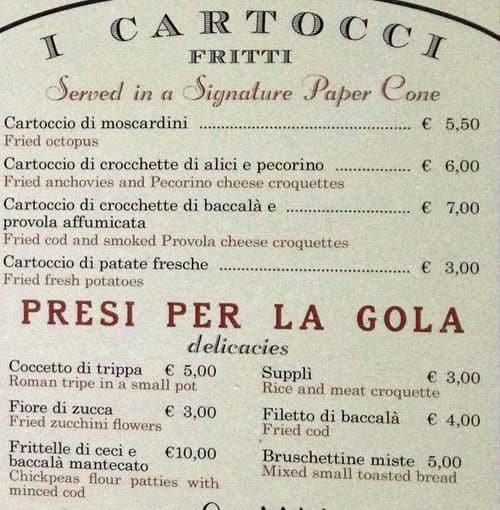 I CARTOCCI
FRITTI
Served in a Signature Paper Cone
Cartoccio di moscardini ........................................ € 5,50
Fried octopus
Cartoccio di crocchette di alici e pecorino .............. € 6,00
Fried anchovies and Pecorino cheese croquettes
Cartoccio di crocchette di baccalà e ....................... € 7,00
provola affumicata
Fried cod and smoked Provola cheese croquettes
Cartoccio di patate fresche .................................... € 3,00
Fried fresh potatoes
PRESI PER LA GOLA
delicacies
Coccetto di trippa € 5,00
Roman tripe in a small pot
Fiore di zucca € 3,00
Fried zucchini flowers
Frittelle di ceci e €10,00
baccalà mantecato
Chickpeas flour patties with
minced cod
Supplì € 3,00
Rice and meat croquette
Filetto di baccalà € 4,00
Fried cod
Bruschettine miste 5,00
Mixed small toasted bread